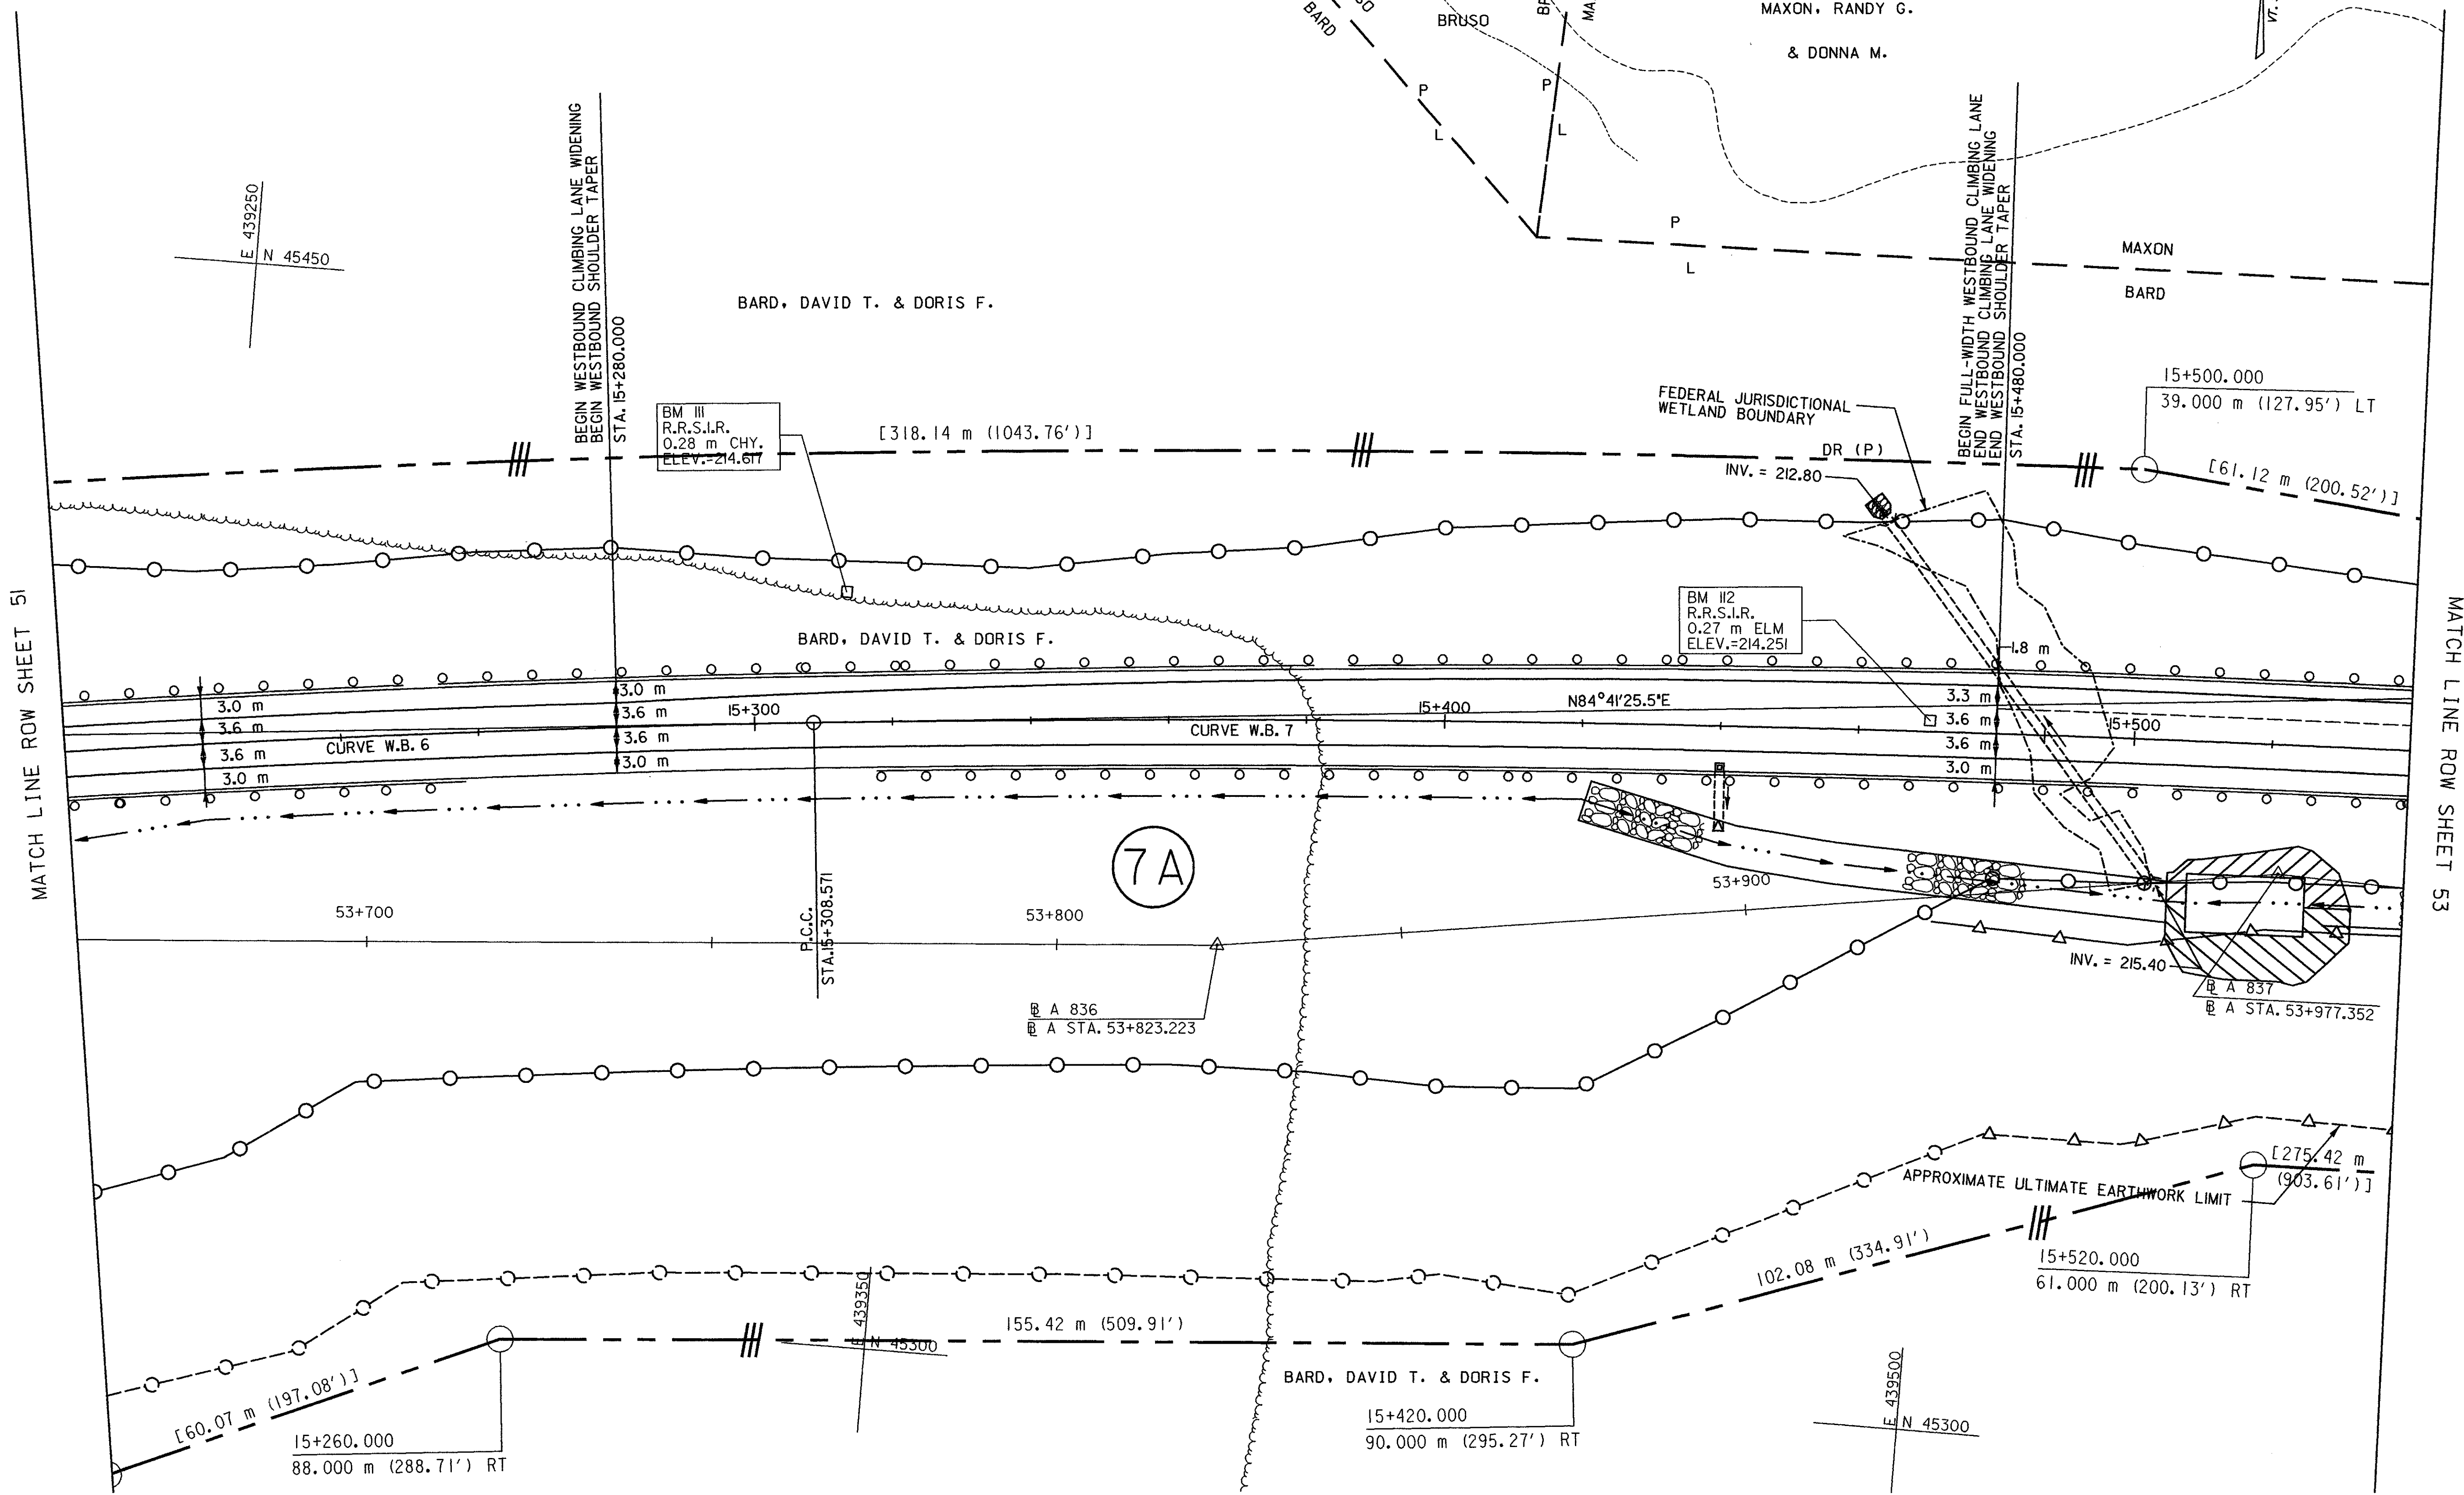 BARD
BRUSO
MAXON, RANDY G.
& DONNA M.
P
L
P
L
P
L
MAXON
BARD
E 439250
N 45450
BEGIN WESTBOUND CLIMBING LANE WIDENING
BEGIN WESTBOUND SHOULDER TAPER
STA. 15+280.000
BARD, DAVID T. & DORIS F.
BEGIN FULL-WIDTH WESTBOUND CLIMBING LANE
END WESTBOUND CLIMBING LANE WIDENING
END WESTBOUND SHOULDER TAPER
STA. 15+480.000
15+500.000
39.000 m (127.95') LT
FEDERAL JURISDICTIONAL
WETLAND BOUNDARY
BM 111
R.R.S.I.R.
0.28 m CHY.
ELEV.=214.617
[318.14 m (1043.76')]
DR (P)
INV. = 212.80
[61.12 m (200.52')]
MATCH LINE ROW SHEET 51
MATCH LINE ROW SHEET 53
BM 112
R.R.S.I.R.
0.27 m ELM
ELEV.=214.251
BARD, DAVID T. & DORIS F.
1.8 m
3.0 m
3.6 m
3.6 m
3.0 m
CURVE W.B. 6
3.0 m
3.6 m
3.6 m
3.0 m
15+300
CURVE W.B. 7
15+400
N84°41'25.5"E
3.3 m
3.6 m
3.6 m
3.0 m
15+500
7A
53+700
53+800
53+900
P.C.C.
STA. 15+308.571
INV. = 215.40
BL A 836
BL A STA. 53+823.223
BL A 837
BL A STA. 53+977.352
[275.42 m
(903.61')]
APPROXIMATE ULTIMATE EARTHWORK LIMIT
15+520.000
61.000 m (200.13') RT
102.08 m (334.91')
155.42 m (509.91')
E 439350
N 45300
BARD, DAVID T. & DORIS F.
[60.07 m (197.08')]
15+260.000
88.000 m (288.71') RT
15+420.000
90.000 m (295.27') RT
E 439500
N 45300